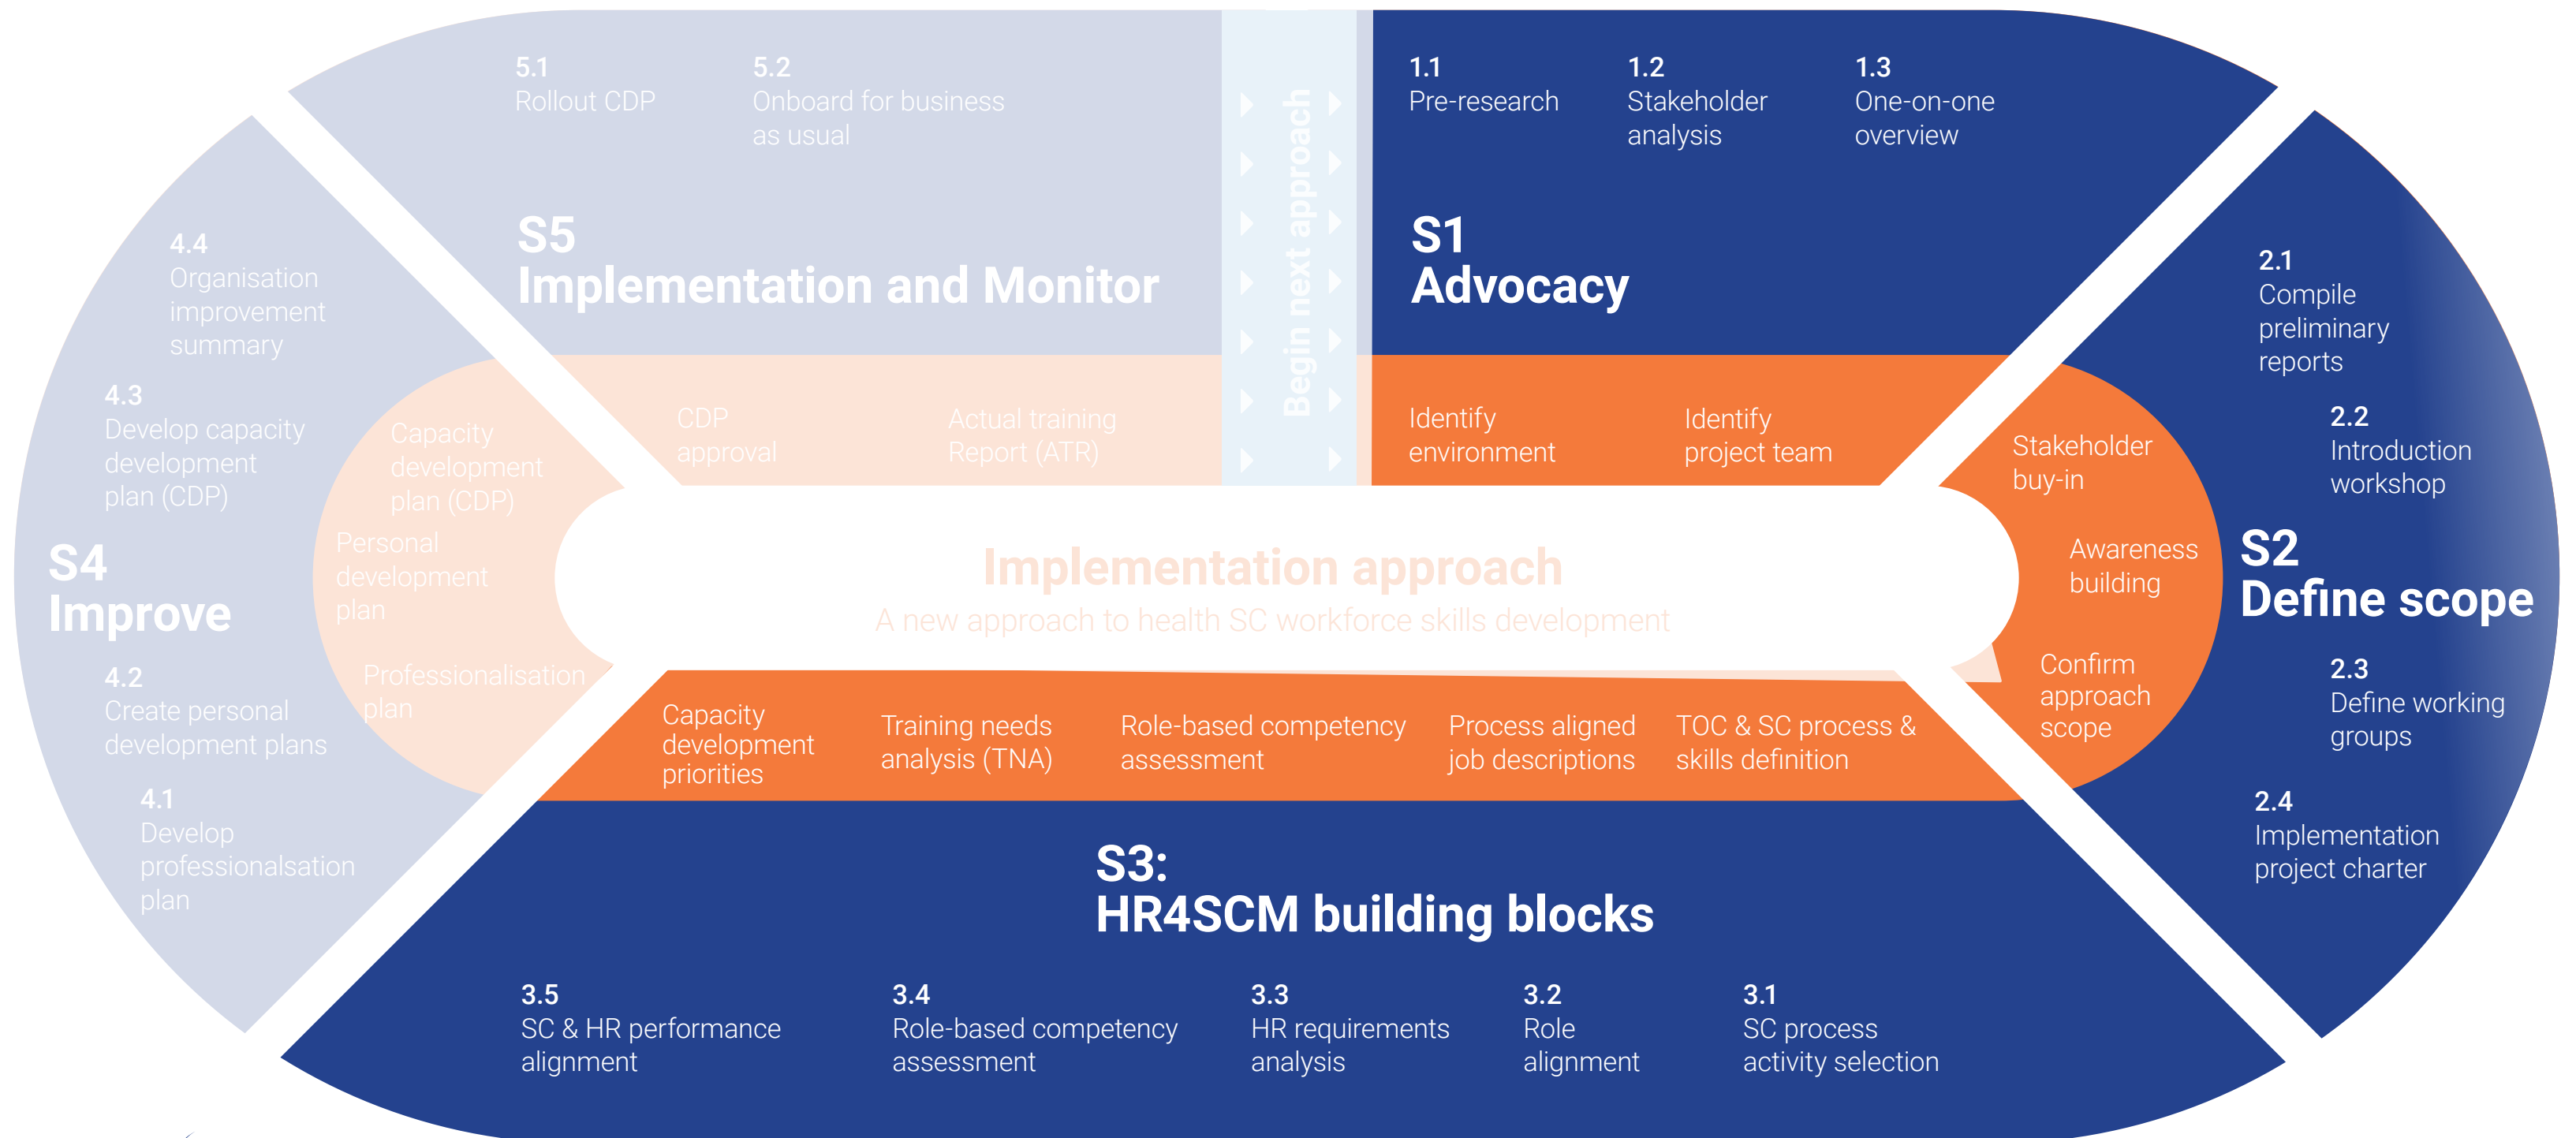 5.1
Rollout CDP
5.2
Onboard for business
as usual
S5
Implementation and Monitor
CDP
approval
Actual training
Report (ATR)
Begin next approach
1.1
Pre-research
1.2
Stakeholder
analysis
1.3
One-on-one
overview
S1
Advocacy
Identify
environment
Identify
project team
2.1
Compile
preliminary
reports
2.2
Introduction
workshop
S2
Define scope
2.3
Define working
groups
2.4
Implementation
project charter
Stakeholder
buy-in
Awareness
building
Confirm
approach
scope
Implementation approach
A new approach to health SC workforce skills development
Capacity
development
priorities
Training needs
analysis (TNA)
Role-based competency
assessment
Process aligned
job descriptions
TOC & SC process &
skills definition
S3:
HR4SCM building blocks
3.5
SC & HR performance
alignment
3.4
Role-based competency
assessment
3.3
HR requirements
analysis
3.2
Role
alignment
3.1
SC process
activity selection
4.4
Organisation
improvement
summary
4.3
Develop capacity
development
plan (CDP)
S4
Improve
4.2
Create personal
development plans
4.1
Develop
professionalsation
plan
Capacity
development
plan (CDP)
Personal
development
plan
Professionalisation
plan